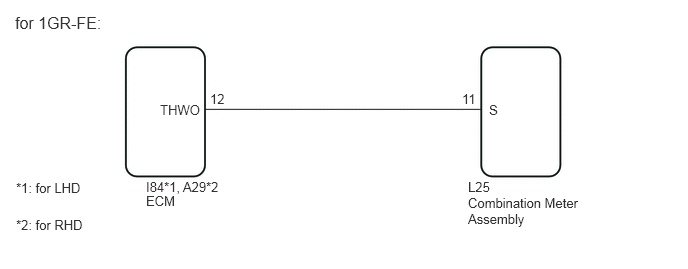 for 1GR-FE:
THWO
12
11
S
*1: for LHD
*2: for RHD
I84*1, A29*2
ECM
L25
Combination Meter
Assembly